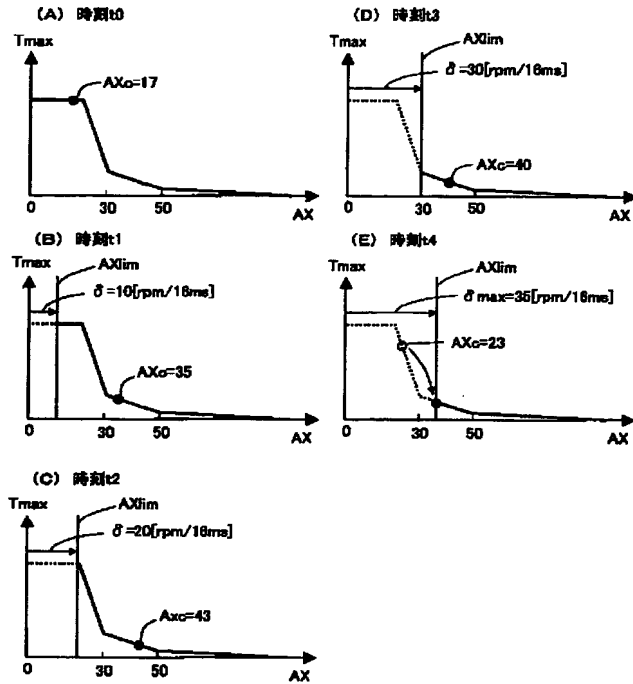 (A) 時刻t0
Tmax
AXc=17
0 30 50
AX
(B) 時刻t1
Tmax
AXlim
δ=10[rpm/16ms]
AXc=35
0 30 50
AX
(C) 時刻t2
Tmax
AXlim
δ=20[rpm/16ms]
Axc=43
0 30 50
AX
(D) 時刻t3
Tmax
AXlim
δ=30[rpm/16ms]
AXc=40
0 30 50
AX
(E) 時刻t4
Tmax
AXlim
δmax=35[rpm/16ms]
AXc=23
0 30 50
AX